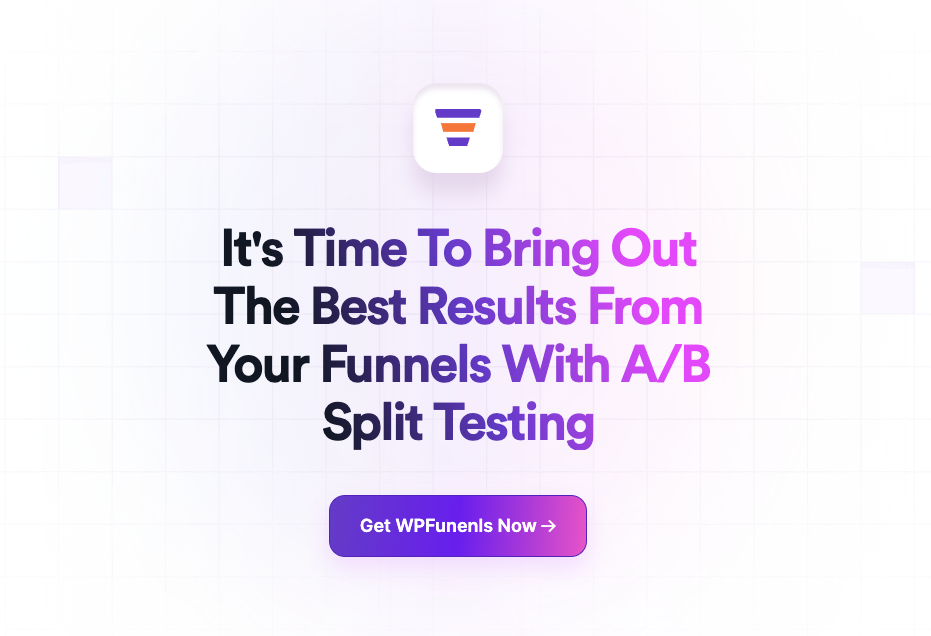 It's Time To Bring Out
The Best Results From
Your Funnels With A/B
Split Testing
Get WPFunenls Now →